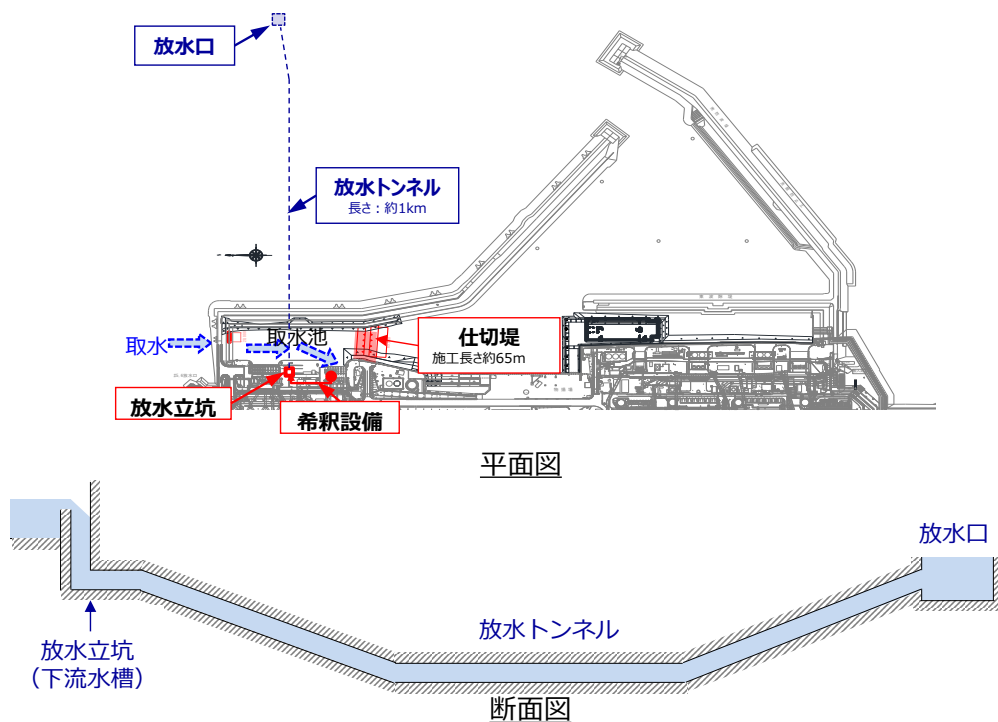 放水口
放水トンネル
長さ：約1km
取水
取水池
仕切堤
施工長さ約65m
放水立坑
希釈設備
平面図
放水口
放水トンネル
放水立坑
（下流水槽）
断面図